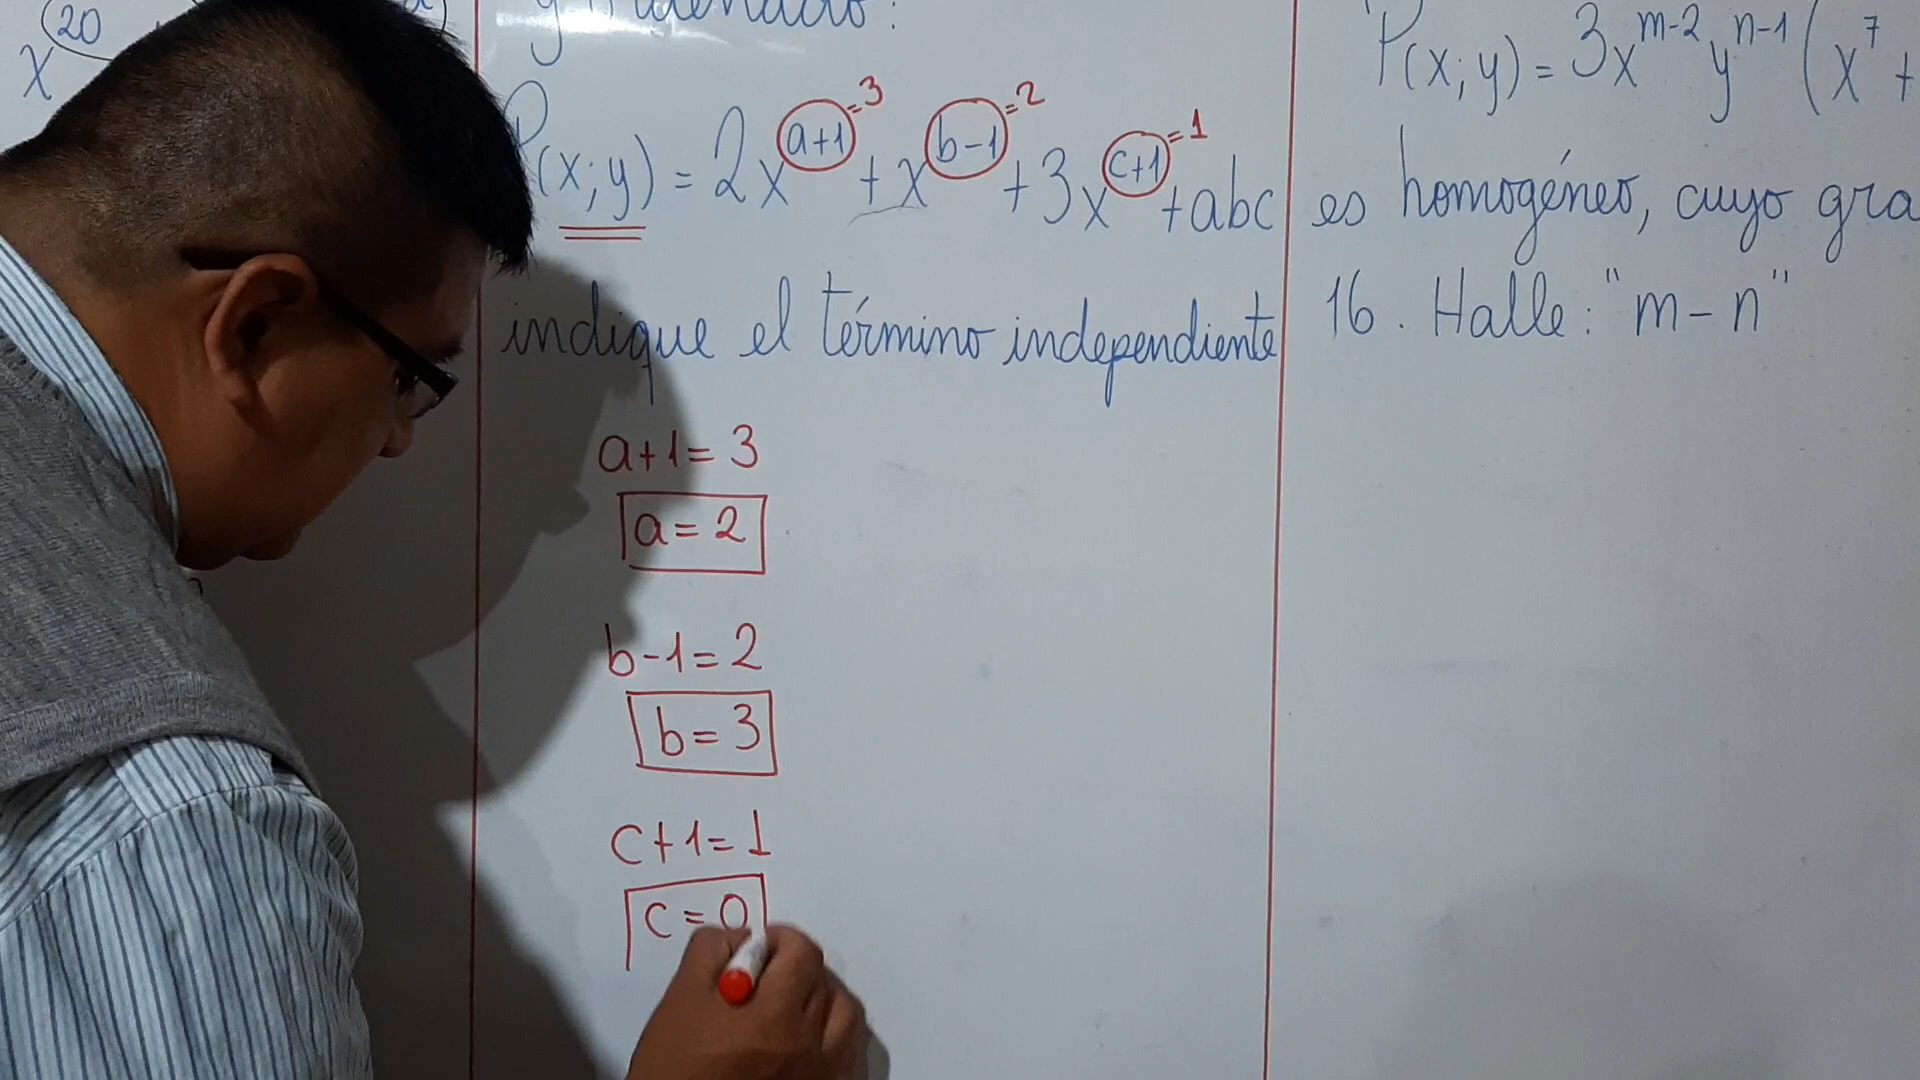 x^20
y ordenado:
P(x;y) = 2x^(a+1)=3 + x^(b-1)=2 + 3x^(c+1)=1 + abc
indique el término independiente
a+1=3
a=2
b-1=2
b=3
c+1=1
c=0
P(x;y) = 3x^(m-2) y^(n-1) (x^7 +
es homogéneo, cuyo gra
16. Halle: "m-n"